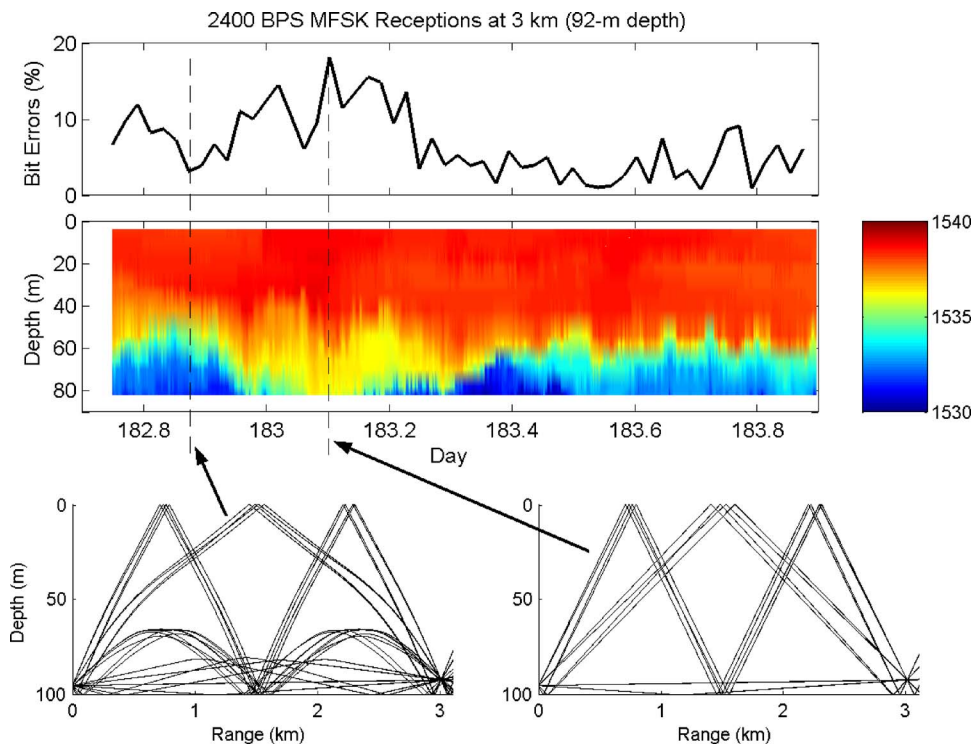 2400 BPS MFSK Receptions at 3 km (92-m depth)
20
10
0
Bit Errors (%)
0
20
40
60
80
Depth (m)
182.8 183 183.2 183.4 183.6 183.8
Day
1540
1535
1530
0
50
100
Depth (m)
0 1 2 3
Range (km)
0
50
100
0 1 2 3
Range (km)